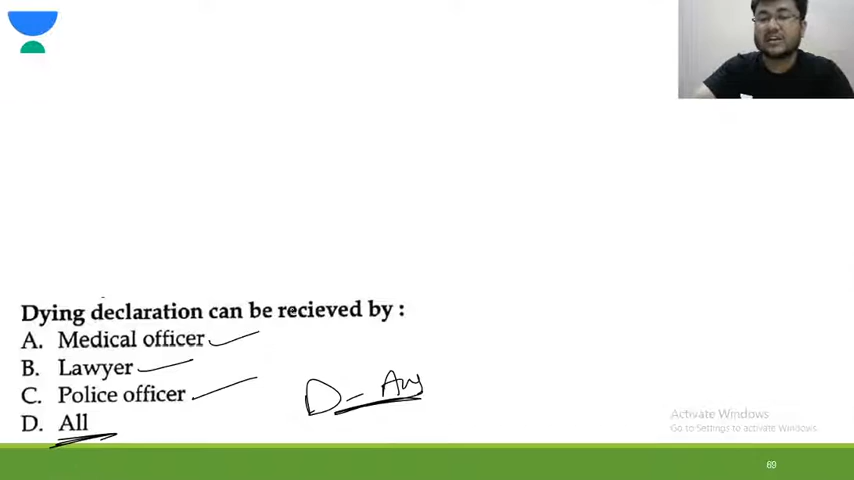 Dying declaration can be recieved by :
A. Medical officer
B. Lawyer
C. Police officer
D. All
D - Ans
Activate Windows
Go to Settings to activate Windows.
69